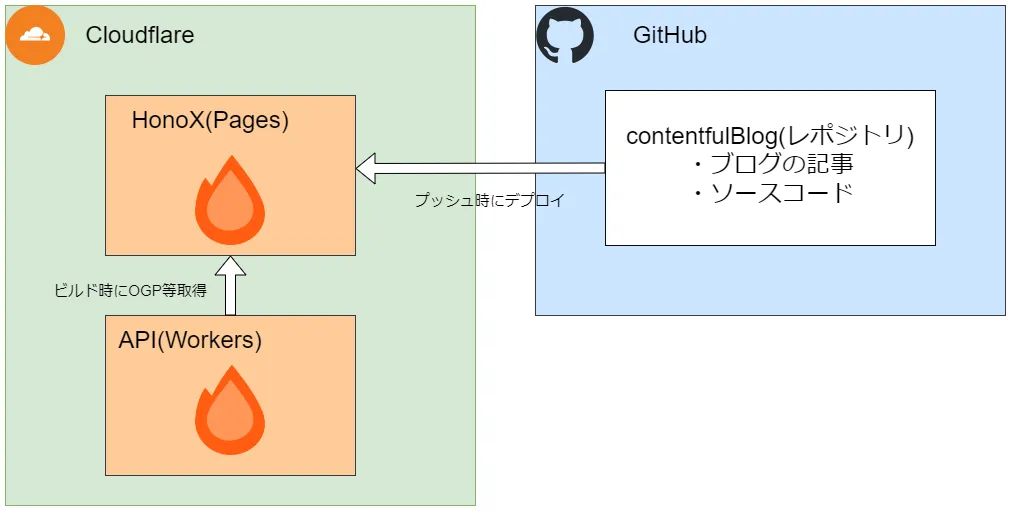 Cloudflare
GitHub
HonoX(Pages)
contentfulBlog(レポジトリ)
・ブログの記事
・ソースコード
プッシュ時にデプロイ
ビルド時にOGP等取得
API(Workers)